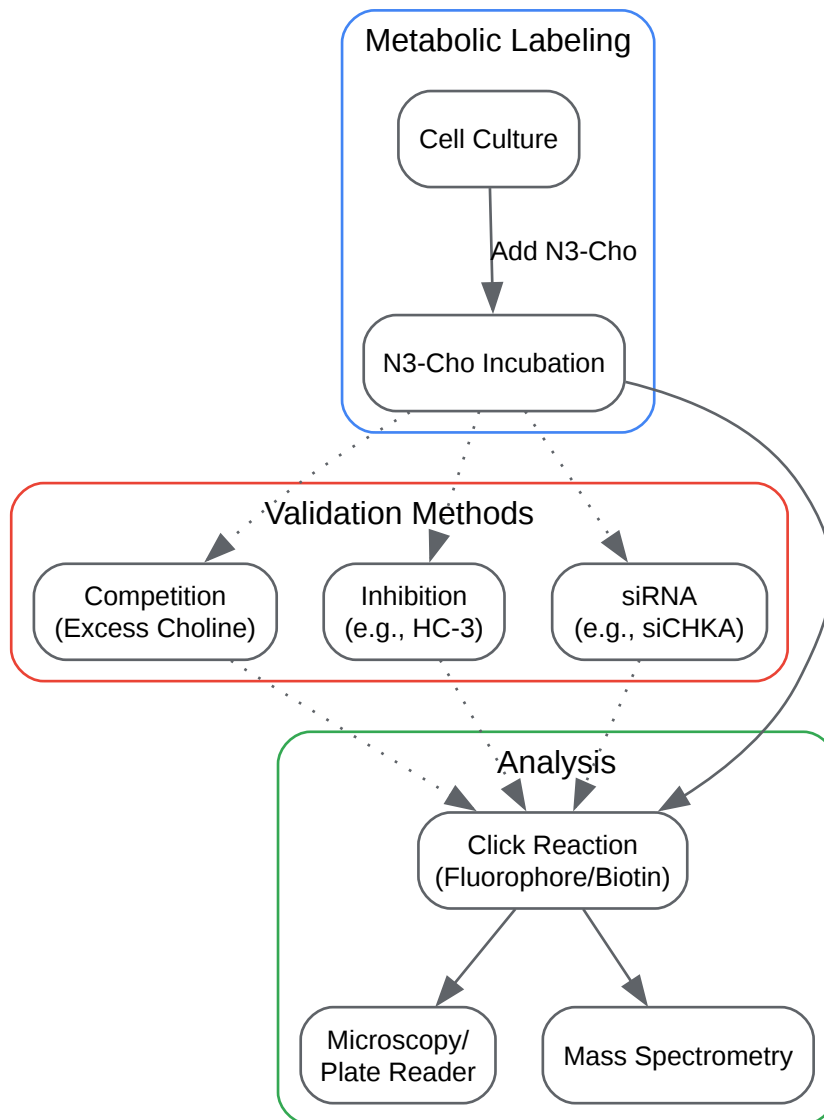 Metabolic Labeling
Cell Culture
Add N3-Cho
N3-Cho Incubation
Validation Methods
Competition
(Excess Choline)
Inhibition
(e.g., HC-3)
siRNA
(e.g., siCHKA)
Analysis
Click Reaction
(Fluorophore/Biotin)
Microscopy/
Plate Reader
Mass Spectrometry